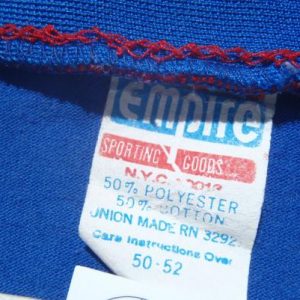 Empire
SPORTING GOODS
N.Y.C. 10013
50% POLYESTER
50% COTTON
UNION MADE RN 3292
Care Instructions Over
50-52